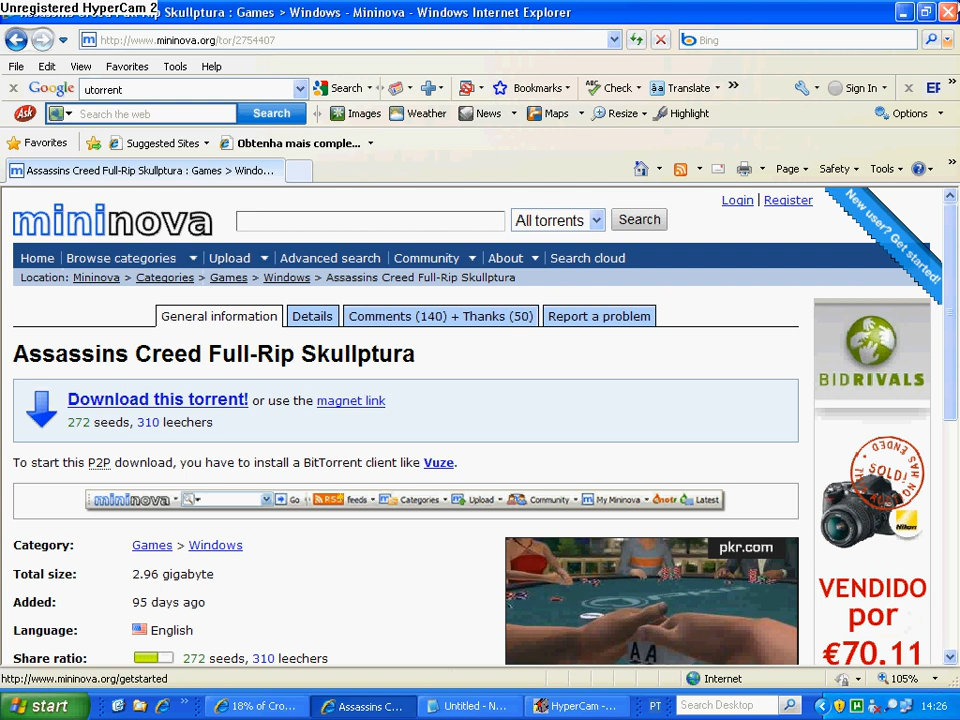 Unregistered HyperCam 2
Skullptura : Games > Windows - Mininova - Windows Internet Explorer
http://www.mininova.org/tor/2754407
Bing
File Edit View Favorites Tools Help
Google utorrent Search Bookmarks Check Translate Sign In
Ask Search the web Search Images Weather News Maps Resize Highlight Options
Favorites Suggested Sites Obtenha mais comple...
Assassins Creed Full-Rip Skullptura : Games > Windo...
Page Safety Tools
Login | Register
New user? Get started!
mininova All torrents Search
Home Browse categories Upload Advanced search Community About Search cloud
Location: Mininova > Categories > Games > Windows > Assassins Creed Full-Rip Skullptura
General information Details Comments (140) + Thanks (50) Report a problem
Assassins Creed Full-Rip Skullptura
Download this torrent! or use the magnet link
272 seeds, 310 leechers
To start this P2P download, you have to install a BitTorrent client like Vuze.
mininova Go RSS feeds Categories Upload Community My Mininova Latest
Category: Games > Windows
Total size: 2.96 gigabyte
Added: 95 days ago
Language: English
Share ratio: 272 seeds, 310 leechers
pkr.com
BIDRIVALS
SOLD!
Nikon
VENDIDO
por
€70.11
http://www.mininova.org/getstarted
Internet
105%
start
18% of Cro...
Assassins C...
Untitled - N...
HyperCam -...
PT
Search Desktop
14:26